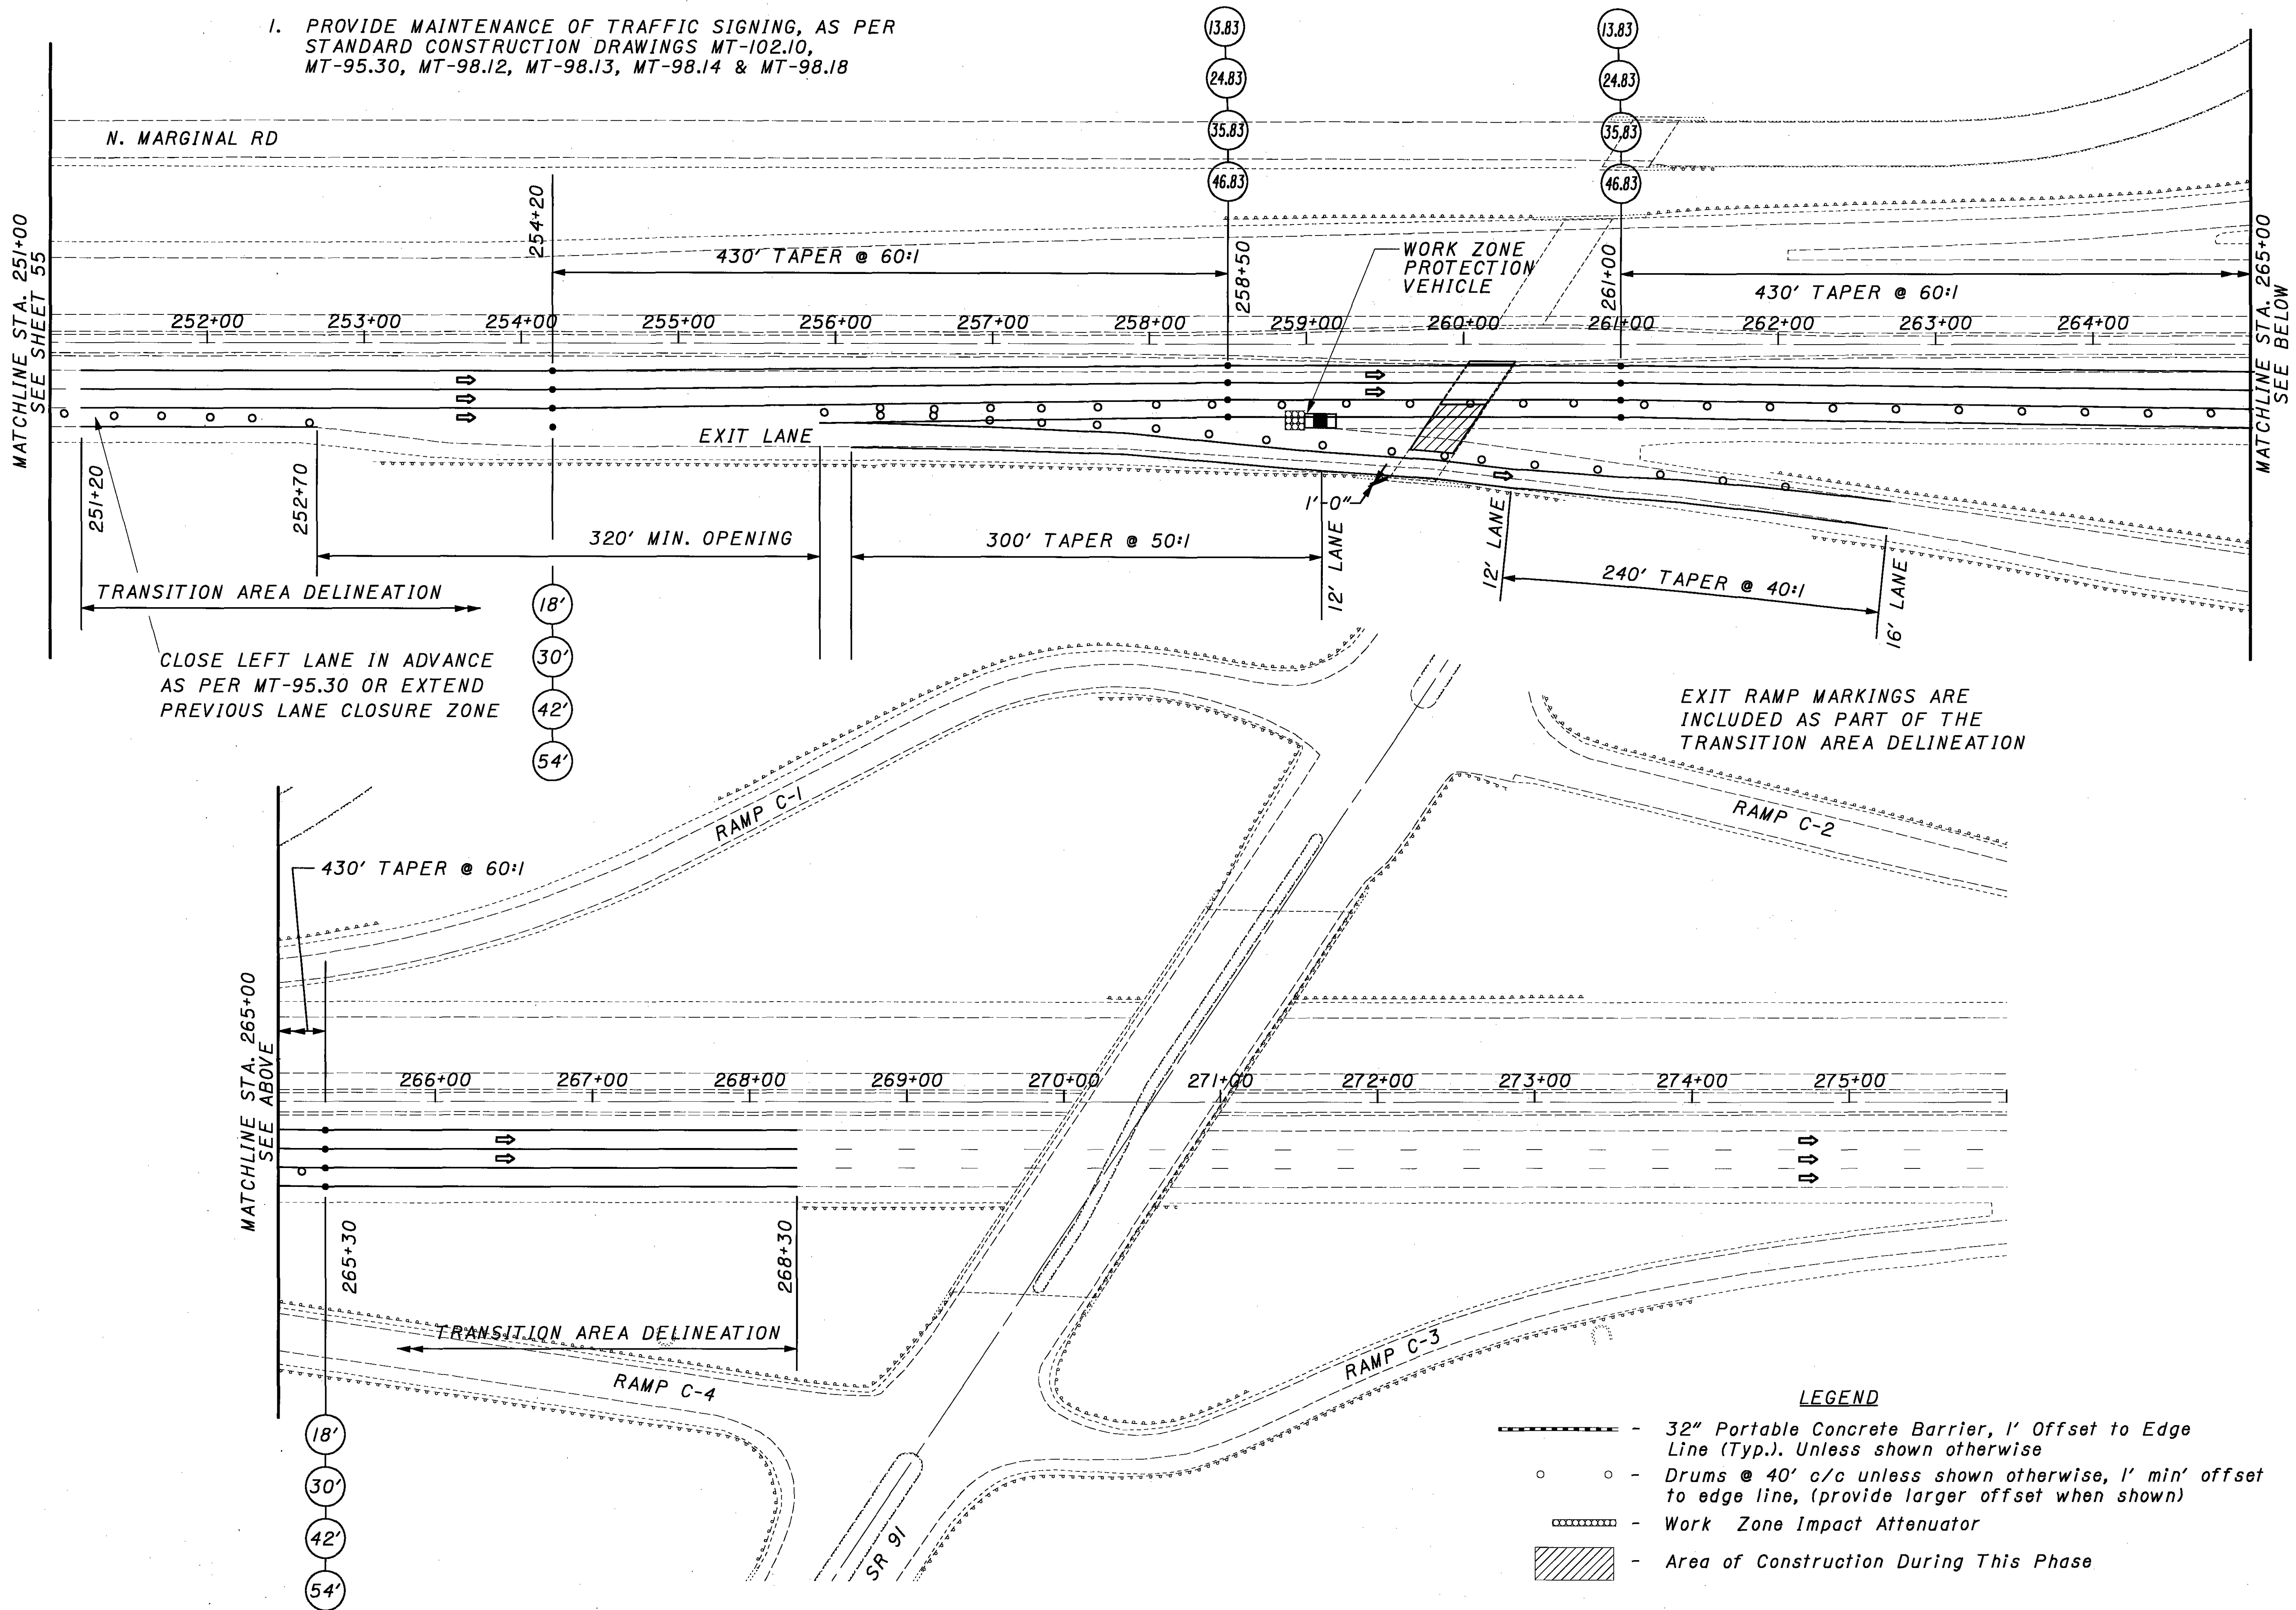 1. PROVIDE MAINTENANCE OF TRAFFIC SIGNING, AS PER
STANDARD CONSTRUCTION DRAWINGS MT-102.10,
MT-95.30, MT-98.12, MT-98.13, MT-98.14 & MT-98.18
13.83
24.83
35.83
46.83
13.83
24.83
35.83
46.83
N. MARGINAL RD
MATCHLINE STA. 251+00
SEE SHEET 55
254+20
430' TAPER @ 60:1
258+50
WORK ZONE
PROTECTION
VEHICLE
261+00
430' TAPER @ 60:1
MATCHLINE STA. 265+00
SEE BELOW
252+00
253+00
254+00
255+00
256+00
257+00
258+00
259+00
260+00
261+00
262+00
263+00
264+00
EXIT LANE
251+20
252+70
320' MIN. OPENING
300' TAPER @ 50:1
1'-0"
12' LANE
12' LANE
240' TAPER @ 40:1
16' LANE
TRANSITION AREA DELINEATION
CLOSE LEFT LANE IN ADVANCE
AS PER MT-95.30 OR EXTEND
PREVIOUS LANE CLOSURE ZONE
18'
30'
42'
54'
EXIT RAMP MARKINGS ARE
INCLUDED AS PART OF THE
TRANSITION AREA DELINEATION
RAMP C-1
RAMP C-2
430' TAPER @ 60:1
MATCHLINE STA. 265+00
SEE ABOVE
266+00
267+00
268+00
269+00
270+00
271+00
272+00
273+00
274+00
275+00
265+30
268+30
TRANSITION AREA DELINEATION
RAMP C-4
RAMP C-3
SR 91
18'
30'
42'
54'
LEGEND
- 32" Portable Concrete Barrier, 1' Offset to Edge
Line (Typ.). Unless shown otherwise
- Drums @ 40' c/c unless shown otherwise, 1' min' offset
to edge line, (provide larger offset when shown)
- Work Zone Impact Attenuator
- Area of Construction During This Phase